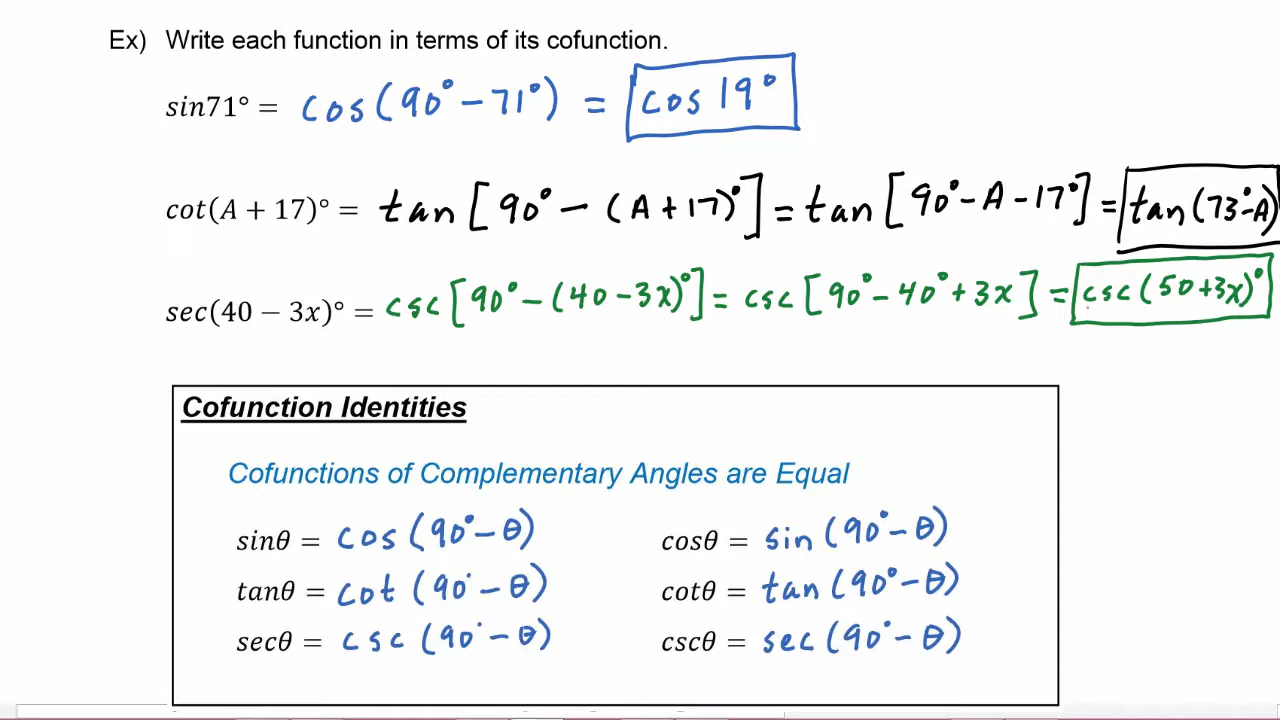 Ex) Write each function in terms of its cofunction.
sin71° = cos(90° − 71°) = cos 19°
cot(A + 17)° = tan[90° − (A + 17)°] = tan[90° − A − 17°] = tan(73° − A)
sec(40 − 3x)° = csc[90° − (40 − 3x)°] = csc[90° − 40° + 3x] = csc(50 + 3x)°
Cofunction Identities
Cofunctions of Complementary Angles are Equal
sinθ = cos(90° − θ) cosθ = sin(90° − θ)
tanθ = cot(90° − θ) cotθ = tan(90° − θ)
secθ = csc(90° − θ) cscθ = sec(90° − θ)